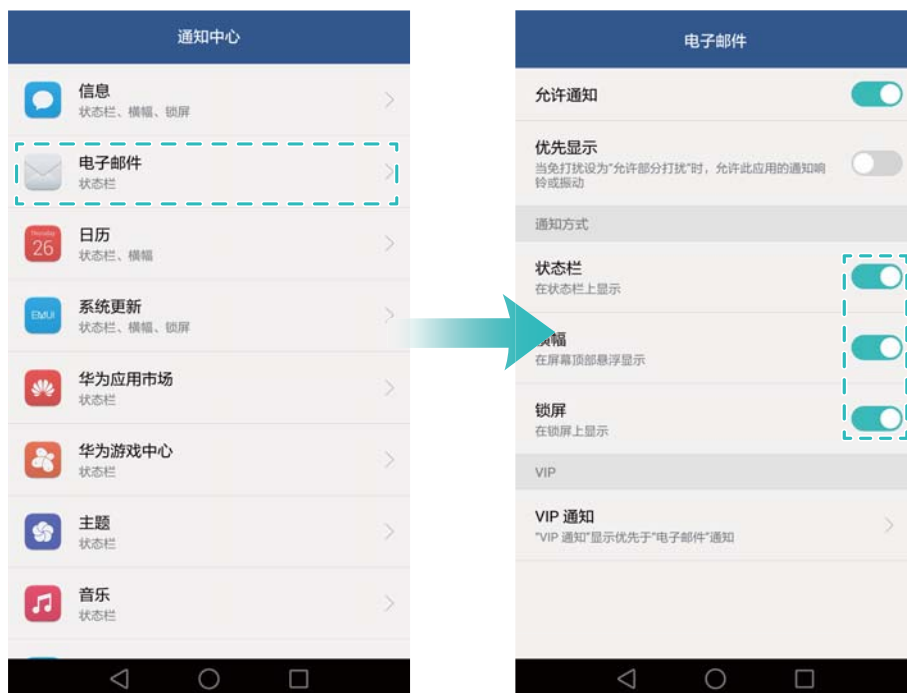 通知中心
信息
状态栏、横幅、锁屏
电子邮件
状态栏
Thursday
26
日历
状态栏、横幅
EMUI
系统更新
状态栏、横幅、锁屏
华为应用市场
状态栏
华为游戏中心
状态栏
主题
状态栏
音乐
状态栏
电子邮件
允许通知
优先显示
当免打扰设为“允许部分打扰”时，允许此应用的通知响
铃或振动
通知方式
状态栏
在状态栏上显示
幅
在屏幕顶部悬浮显示
锁屏
在锁屏上显示
VIP
VIP 通知
“VIP 通知”显示优先于“电子邮件”通知